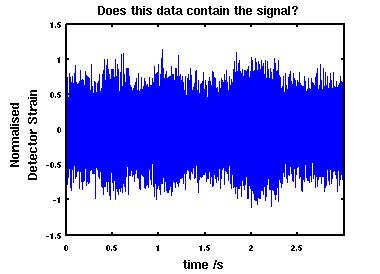 Does this data contain the signal?
1.5
1
0.5
0
-0.5
-1
-1.5
Normalised
Detector Strain
0 0.5 1 1.5 2 2.5
time /s